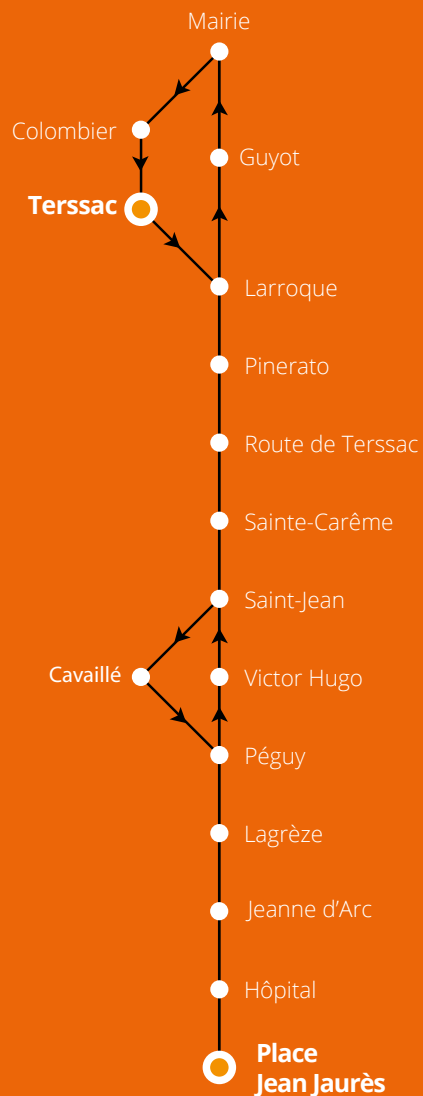 Mairie
Colombier
Guyot
Terssac
Larroque
Pinerato
Route de Terssac
Sainte-Carême
Saint-Jean
Cavaillé
Victor Hugo
Péguy
Lagrèze
Jeanne d’Arc
Hôpital
Place
Jean Jaurès